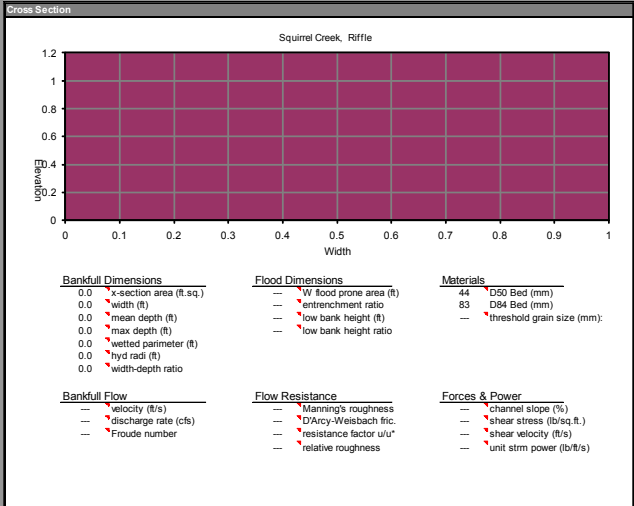 Cross Section
Squirrel Creek, Riffle
1.2
1
0.8
0.6
0.4
0.2
0
Elevation
0 0.1 0.2 0.3 0.4 0.5 0.6 0.7 0.8 0.9 1
Width
Bankfull Dimensions
0.0 x-section area (ft.sq.)
0.0 width (ft)
0.0 mean depth (ft)
0.0 max depth (ft)
0.0 wetted parimeter (ft)
0.0 hyd radi (ft)
0.0 width-depth ratio
Flood Dimensions
--- W flood prone area (ft)
--- entrenchment ratio
--- low bank height (ft)
--- low bank height ratio
Materials
44 D50 Bed (mm)
83 D84 Bed (mm)
--- threshold grain size (mm):
Bankfull Flow
--- velocity (ft/s)
--- discharge rate (cfs)
--- Froude number
Flow Resistance
--- Manning's roughness
--- D'Arcy-Weisbach fric.
--- resistance factor u/u*
--- relative roughness
Forces & Power
--- channel slope (%)
--- shear stress (lb/sq.ft.)
--- shear velocity (ft/s)
--- unit strm power (lb/ft/s)